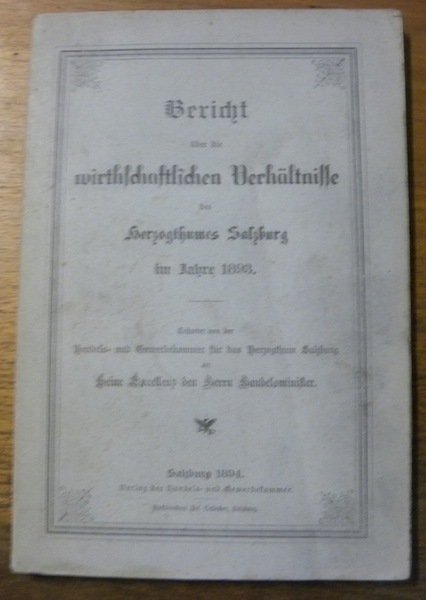 Bericht
über die
wirthschaftlichen Verhältnisse
des
Herzogthumes Salzburg
im Jahre 1893.
Erstattet von der
Handels- und Gewerbekammer für das Herzogthum Salzburg
an
Seine Excellenz den Herrn Handelsminister.
Salzburg 1894.
Verlag der Handels- und Gewerbekammer.
Salzburg.